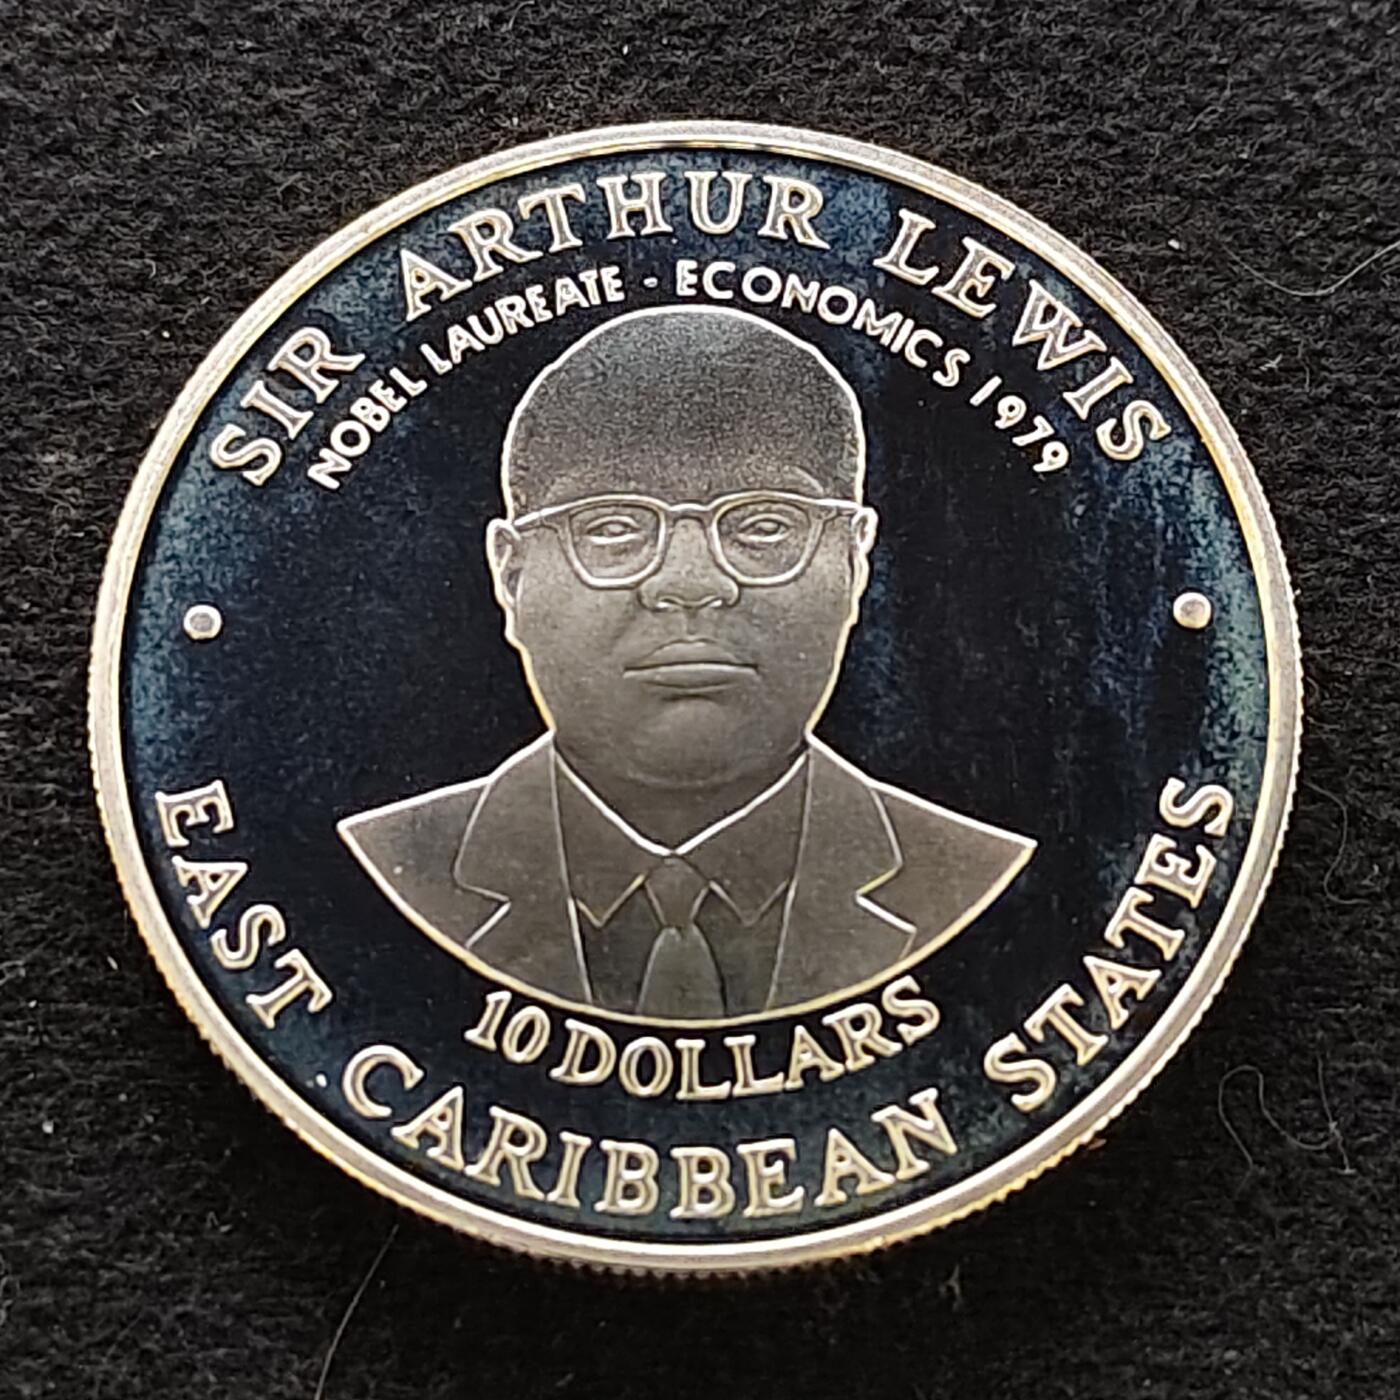 SIR ARTHUR LEWIS
NOBEL LAUREATE - ECONOMICS 1979
10 DOLLARS
EAST CARIBBEAN STATES